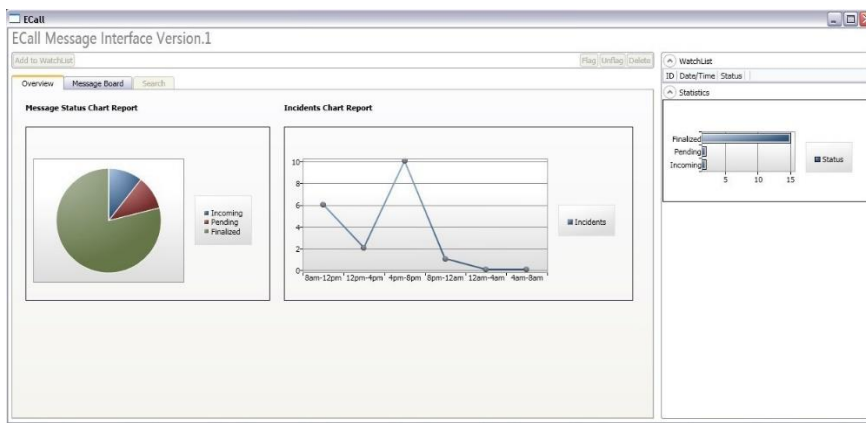 ECall
ECall Message Interface Version.1
Add to WatchList
Flag Unflag Delete
Overview Message Board Search
Message Status Chart Report
Incoming
Pending
Finalized
Incidents Chart Report
10
8
6
4
2
0
8am-12pm 12pm-4pm 4pm-8pm 8pm-12am 12am-4am 4am-8am
Incidents
WatchList
ID Date/Time Status
Statistics
Finalized
Pending
Incoming
5 10 15
Status